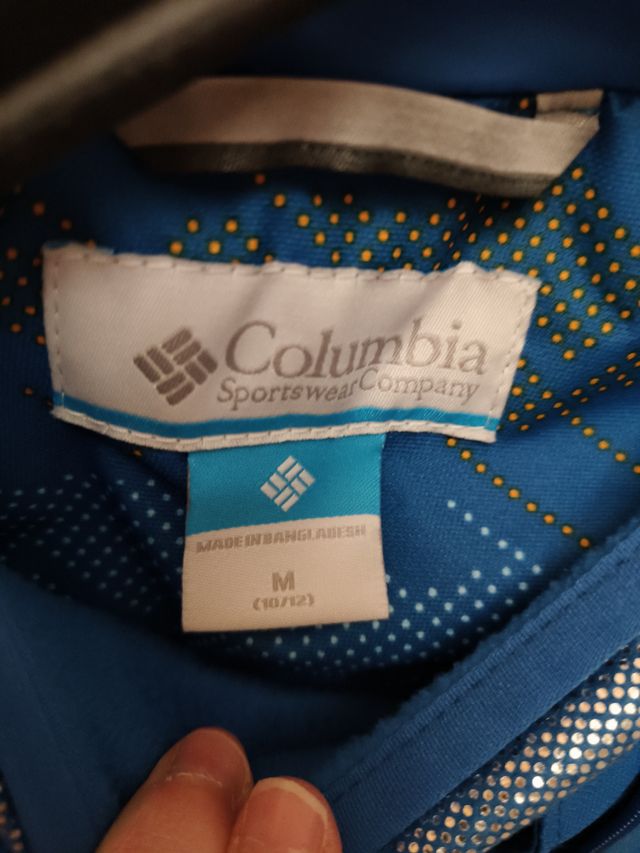 Columbia
Sportswear Company
MADE IN BANGLADESH
M
(10/12)